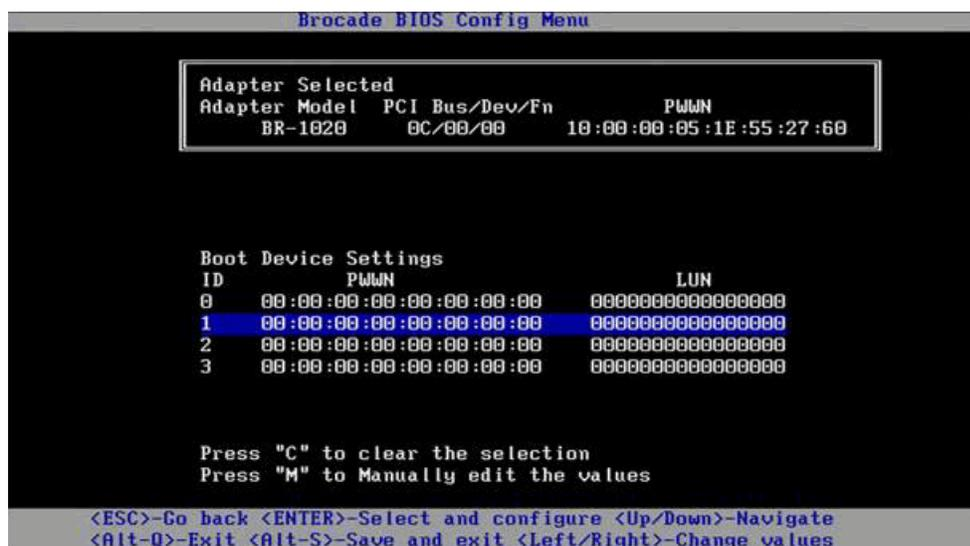 Brocade BIOS Config Menu
Adapter Selected
Adapter Model PCI Bus/Dev/Fn PWWN
BR-1020 0C/00/00 10:00:00:05:1E:55:27:60
Boot Device Settings
ID PWWN LUN
0 00:00:00:00:00:00:00:00 0000000000000000
1 00:00:00:00:00:00:00:00 0000000000000000
2 00:00:00:00:00:00:00:00 0000000000000000
3 00:00:00:00:00:00:00:00 0000000000000000
Press "C" to clear the selection
Press "M" to Manually edit the values
<ESC>-Go back <ENTER>-Select and configure <Up/Down>-Navigate
<Alt-Q>-Exit <Alt-S>-Save and exit <Left/Right>-Change values